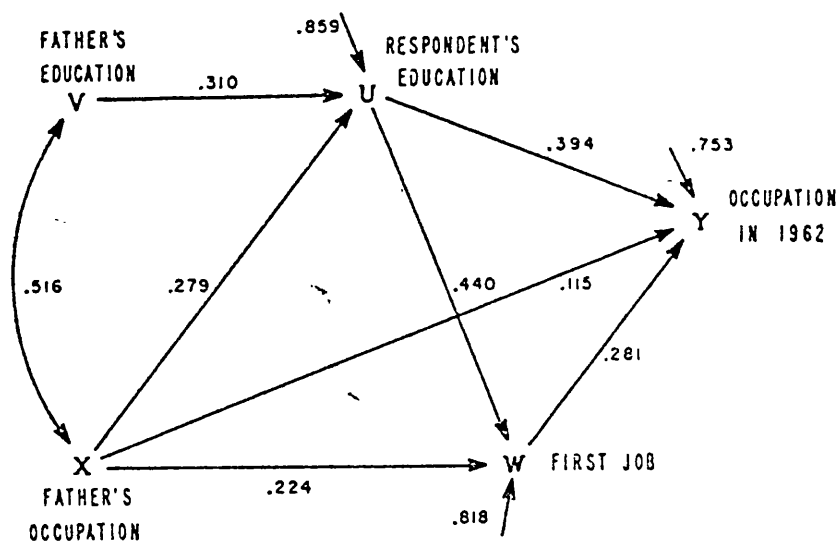 .859
FATHER'S
EDUCATION
V
.310
U
RESPONDENT'S
EDUCATION
.394
.753
Y
OCCUPATION
IN 1962
.516
.279
.440
.115
.281
X
FATHER'S
OCCUPATION
.224
W
FIRST JOB
.818